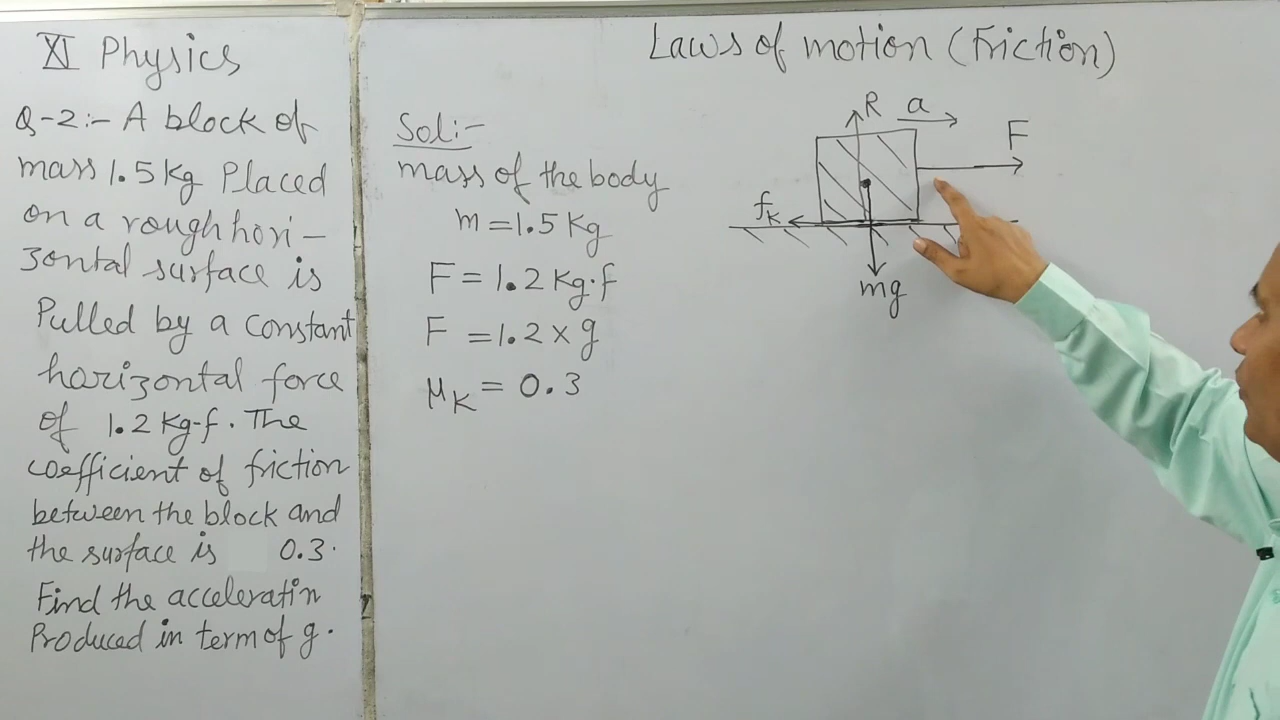 XI Physics
Q-2:- A block of
mass 1.5 kg Placed
on a rough hori-
zontal surface is
Pulled by a constant
horizontal force
of 1.2 kg-f. The
coefficient of friction
between the block and
the surface is 0.3.
Find the acceleratin
Produced in term of g.
Laws of motion (Friction)
Sol:-
mass of the body
m = 1.5 Kg
F = 1.2 Kg.f
F = 1.2 × g
μK = 0.3
R a
F
fK
mg